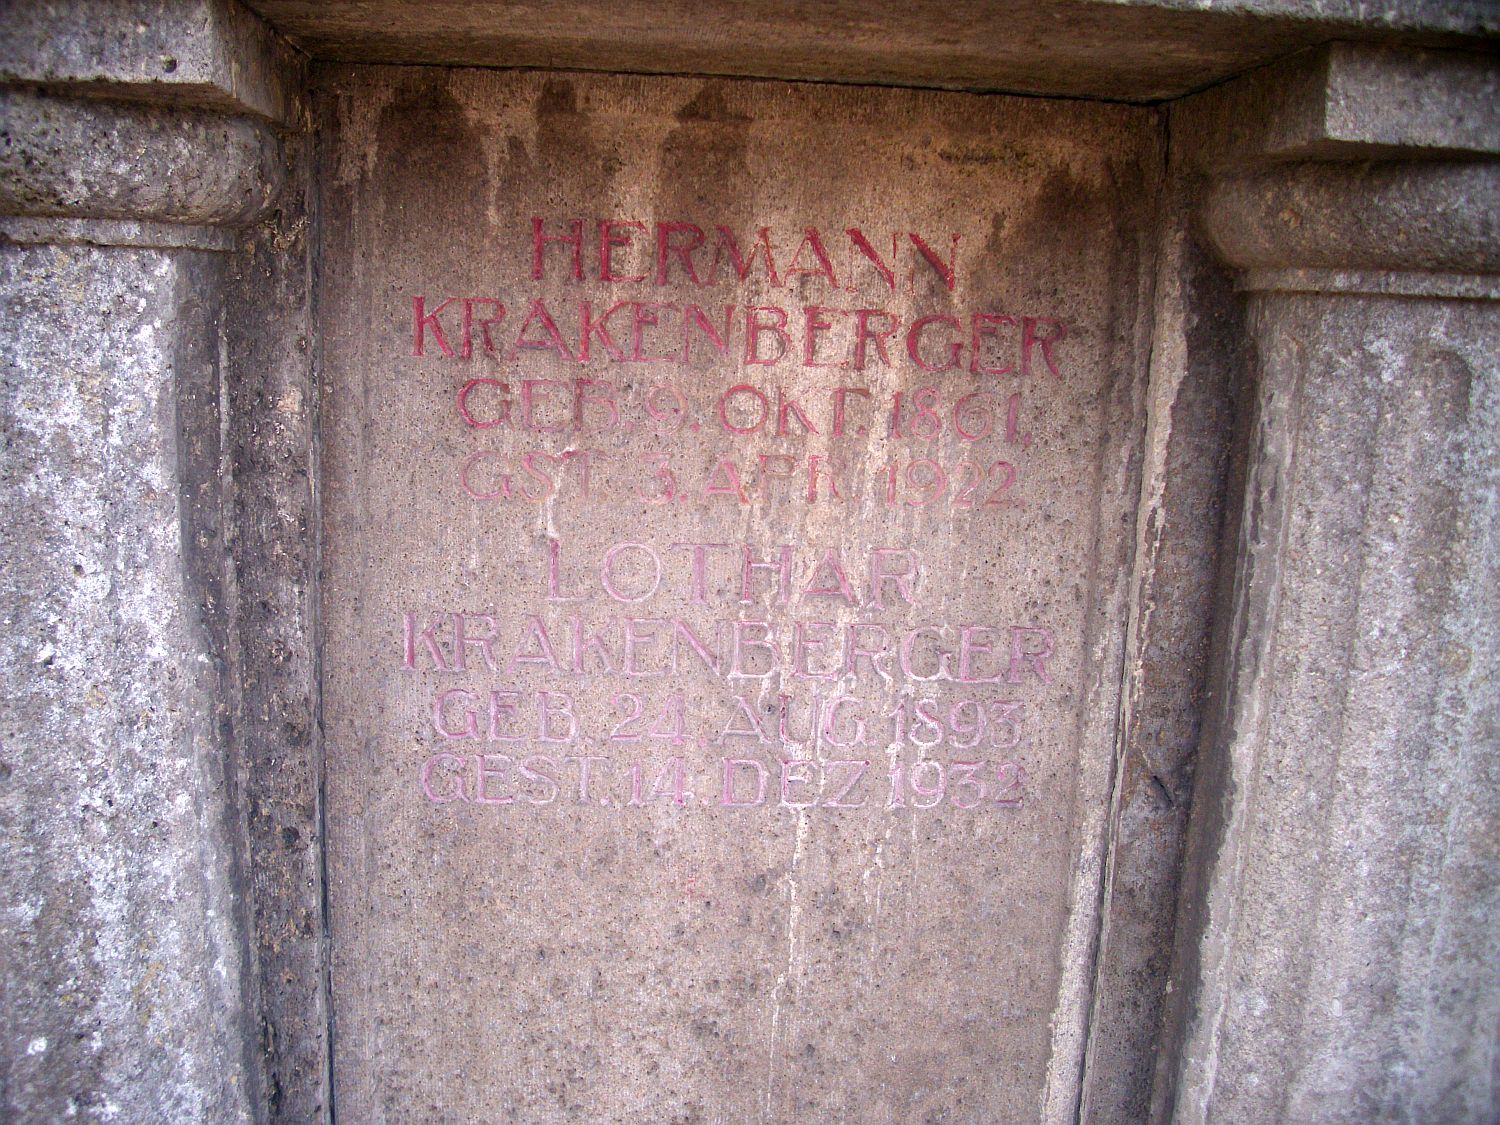 HERMANN
KRAKENBERGER
GEB. 9. OKT. 1861.
GST. 3. APR. 1922
LOTHAR
KRAKENBERGER
GEB. 24. AUG. 1893
GEST. 14. DEZ. 1932